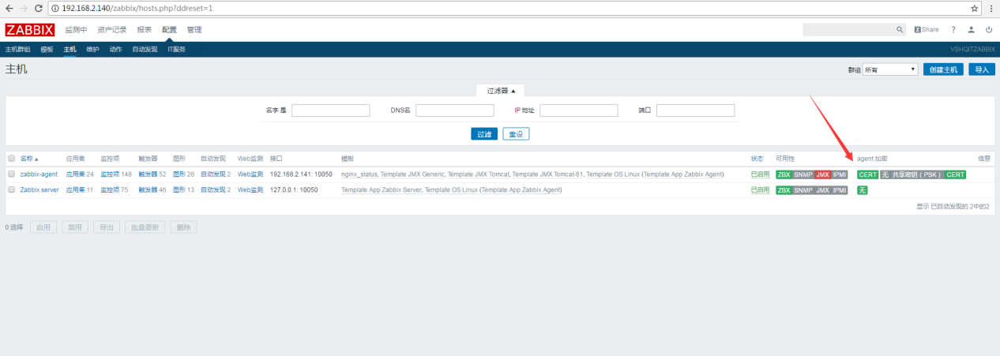 192.168.2.140/zabbix/hosts.php?ddreset=1
ZABBIX 监测中 资产记录 报表 配置 管理 Z Share ?
主机群组 模板 主机 维护 动作 自动发现 IT服务 VSHQITZABBIX
主机 群组 所有 创建主机 导入
过滤器
名字 是 DNS名 IP 地址 端口
过滤 重设
名称 应用集 监控项 触发器 图形 自动发现 Web监测 接口 模板 状态 可用性 agent 加密 信息
zabbix-agent 应用集 24 监控项 148 触发器 52 图形 28 自动发现 2 Web监测 192.168.2.141: 10050 nginx_status, Template JMX Generic, Template JMX Tomcat, Template JMX Tomcat-81, Template OS Linux (Template App Zabbix Agent) 已启用 ZBX SNMP JMX IPMI CERT 无 共享密钥 ( PSK ) CERT
Zabbix server 应用集 11 监控项 75 触发器 46 图形 13 自动发现 2 Web监测 127.0.0.1: 10050 Template App Zabbix Server, Template OS Linux (Template App Zabbix Agent) 已启用 ZBX SNMP JMX IPMI 无
显示 已自动发现的 2中的2
0 选择 启用 禁用 导出 批量更新 删除